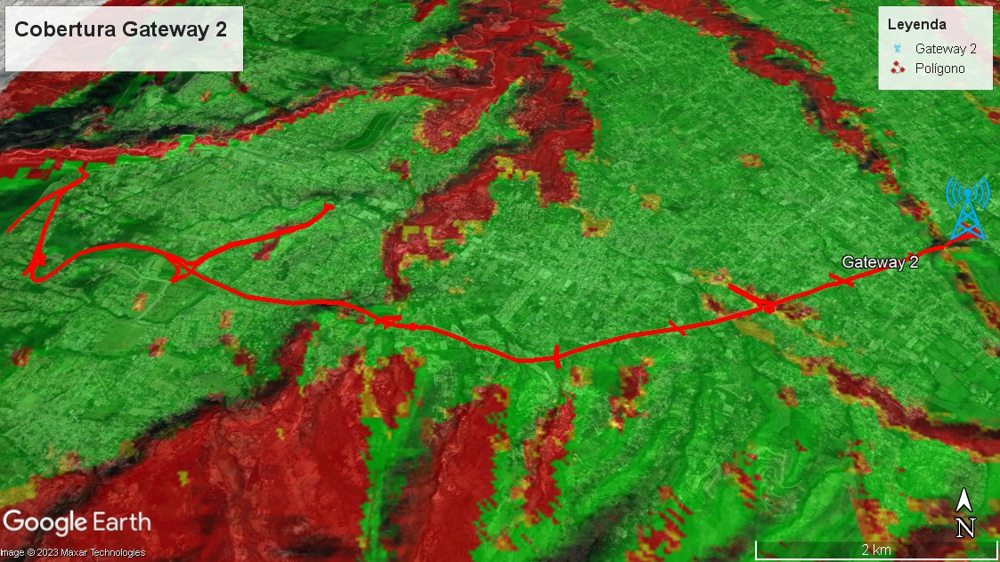 Cobertura Gateway 2
Leyenda
Gateway 2
Polígono
Gateway 2
Google Earth
Image © 2023 Maxar Technologies
2 km
N